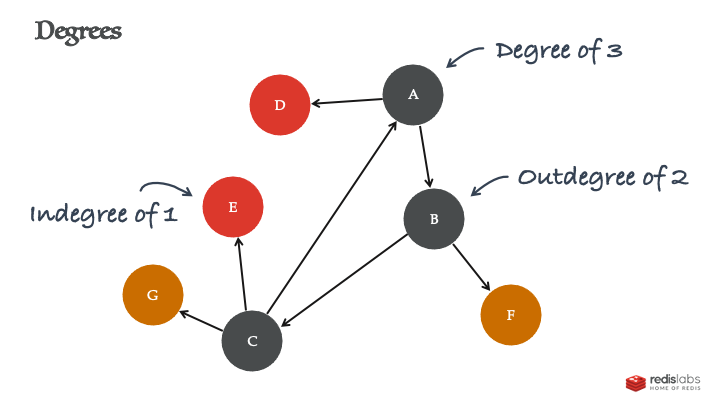 Degrees
Degree of 3
A
D
Outdegree of 2
E
Indegree of 1
B
G
F
C
redislabs
HOME OF REDIS